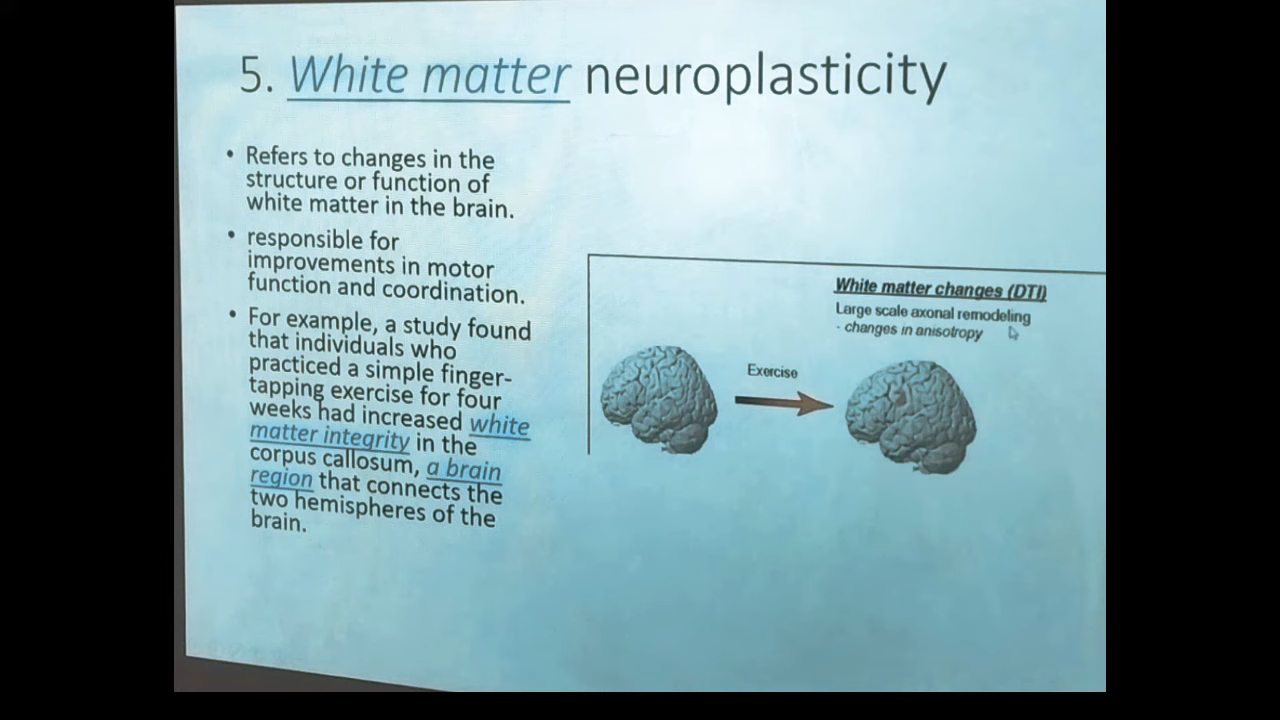 5. White matter neuroplasticity
• Refers to changes in the
structure or function of
white matter in the brain.
• responsible for
improvements in motor
function and coordination.
• For example, a study found
that individuals who
practiced a simple finger-
tapping exercise for four
weeks had increased white
matter integrity in the
corpus callosum, a brain
region that connects the
two hemispheres of the
brain.
White matter changes (DTI)
Large scale axonal remodeling
- changes in anisotropy
Exercise